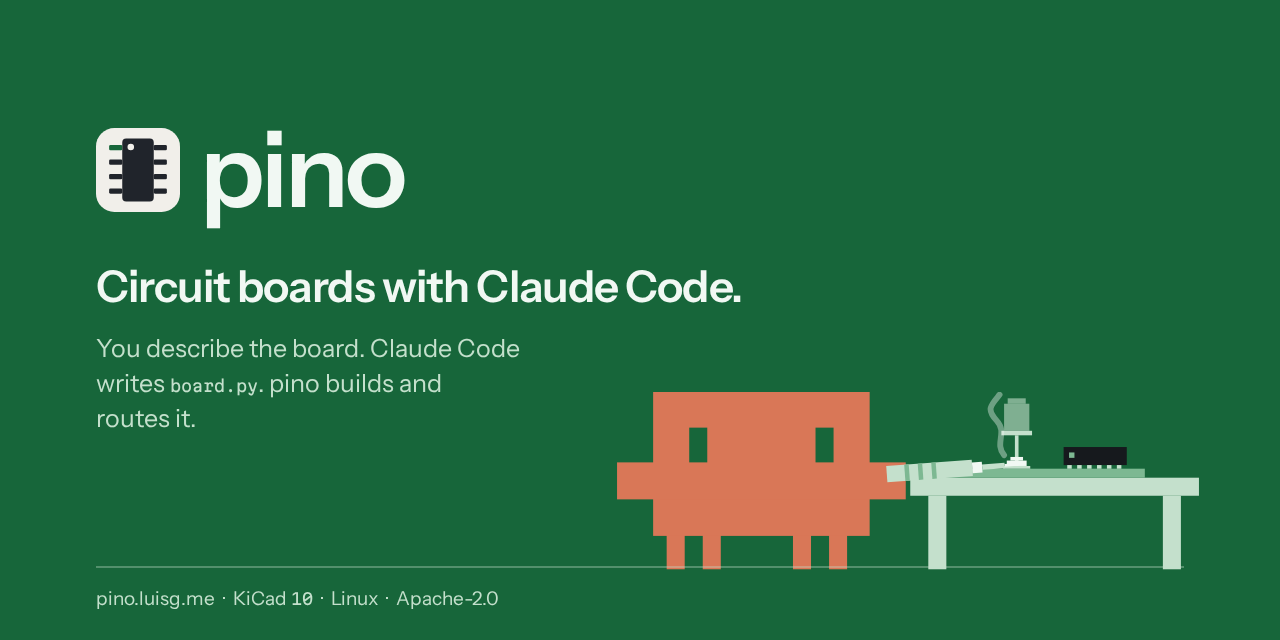 pino
Circuit boards with Claude Code.
You describe the board. Claude Code
writes board.py. pino builds and
routes it.
pino.luisg.me · KiCad 10 · Linux · Apache-2.0